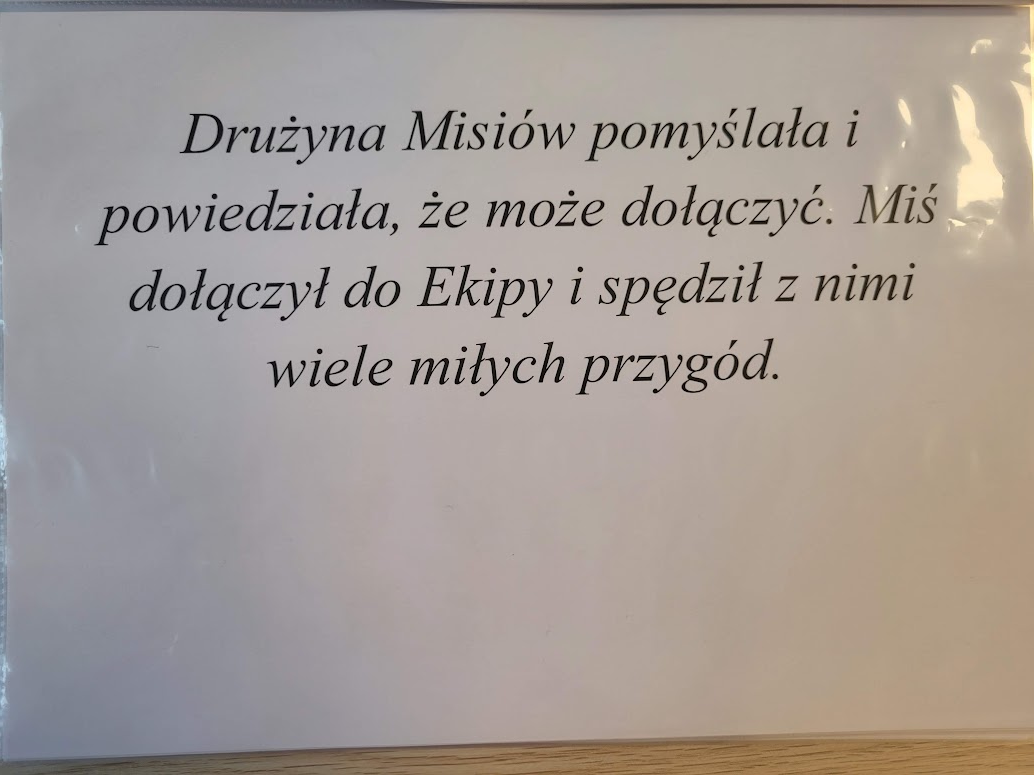 Drużyna Misiów pomyślała i
powiedziała, że może dołączyć. Miś
dołączył do Ekipy i spędził z nimi
wiele miłych przygód.